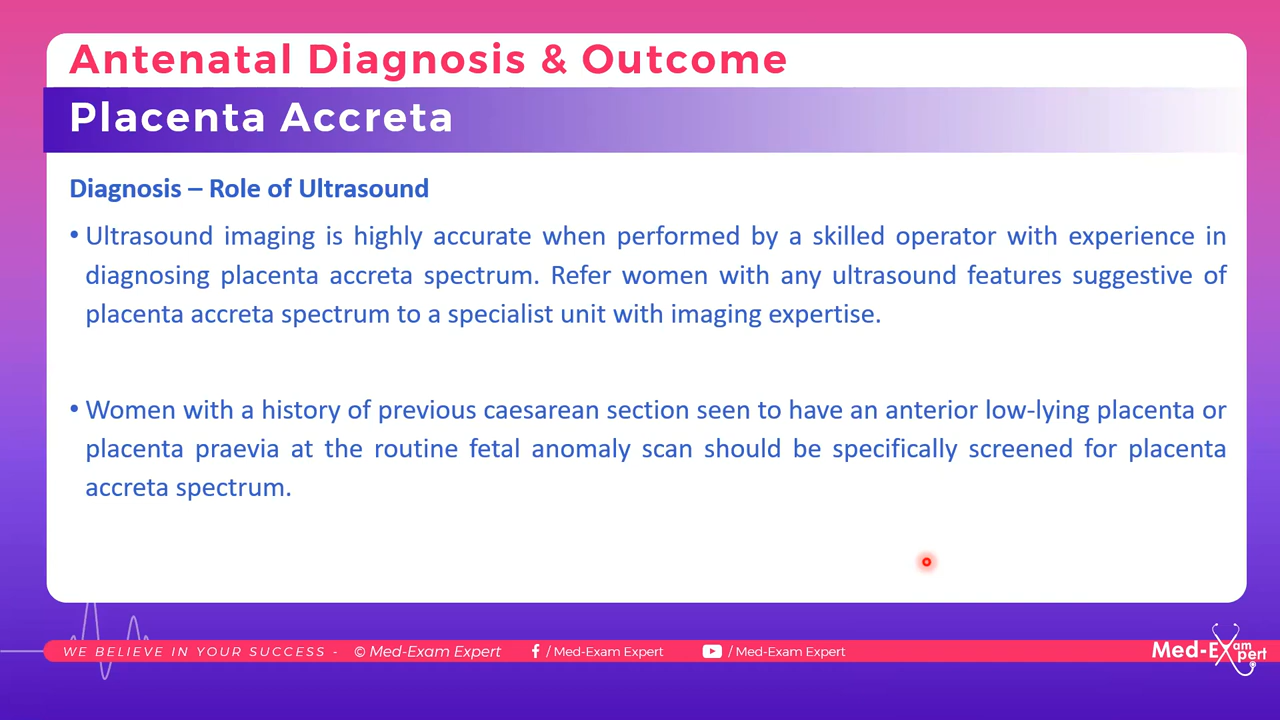 Antenatal Diagnosis & Outcome
Placenta Accreta
Diagnosis – Role of Ultrasound
• Ultrasound imaging is highly accurate when performed by a skilled operator with experience in
diagnosing placenta accreta spectrum. Refer women with any ultrasound features suggestive of
placenta accreta spectrum to a specialist unit with imaging expertise.
• Women with a history of previous caesarean section seen to have an anterior low-lying placenta or
placenta praevia at the routine fetal anomaly scan should be specifically screened for placenta
accreta spectrum.
WE BELIEVE IN YOUR SUCCESS - © Med-Exam Expert f / Med-Exam Expert / Med-Exam Expert
Med-Exam Expert